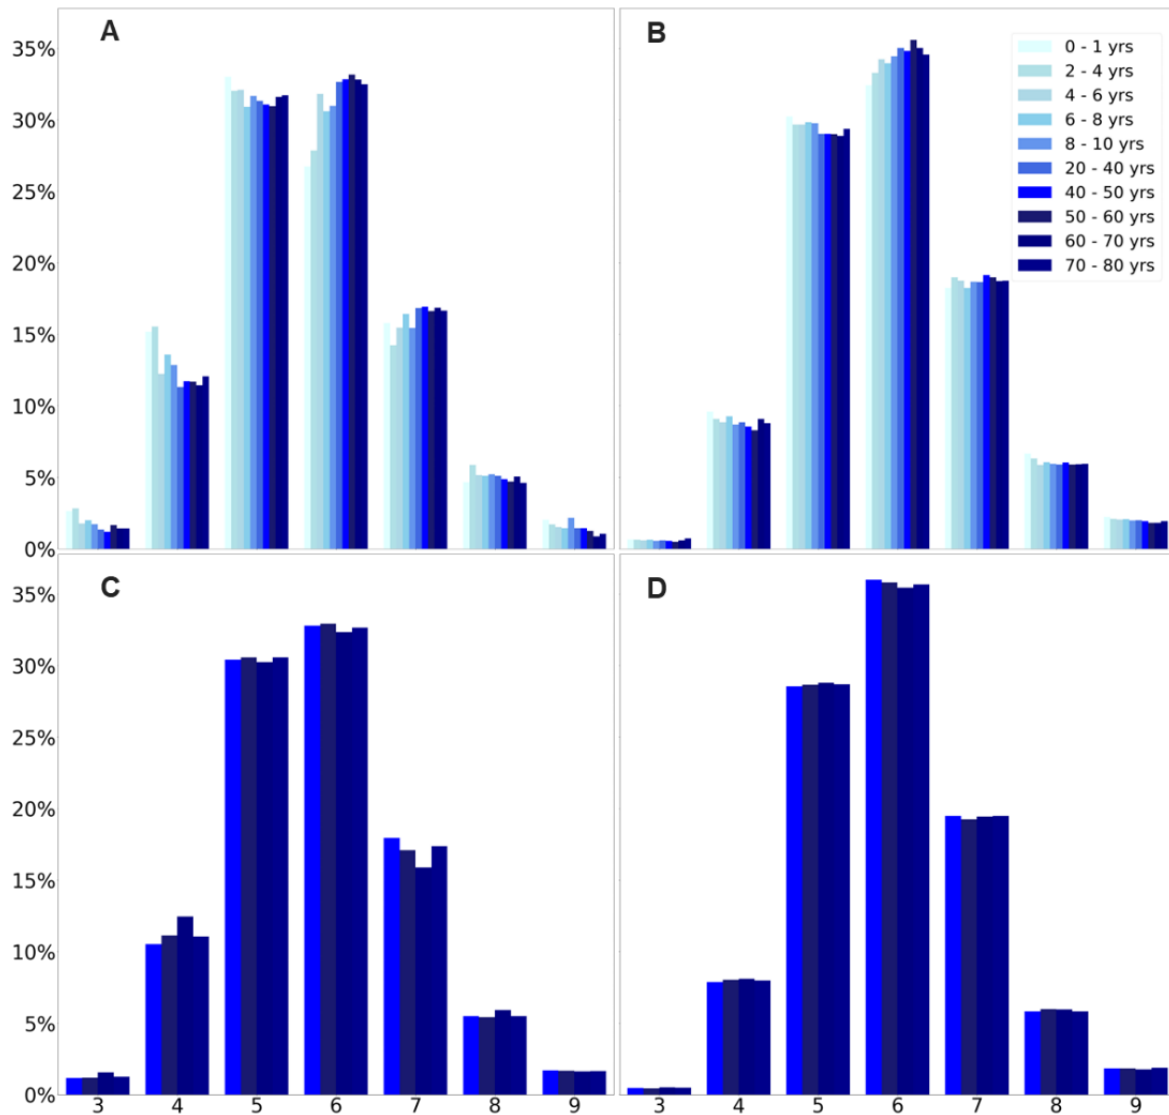 A
B
35%
30%
25%
20%
15%
10%
5%
0%
0 - 1 yrs
2 - 4 yrs
4 - 6 yrs
6 - 8 yrs
8 - 10 yrs
20 - 40 yrs
40 - 50 yrs
50 - 60 yrs
60 - 70 yrs
70 - 80 yrs
C
D
35%
30%
25%
20%
15%
10%
5%
0%
3 4 5 6 7 8 9 3 4 5 6 7 8 9